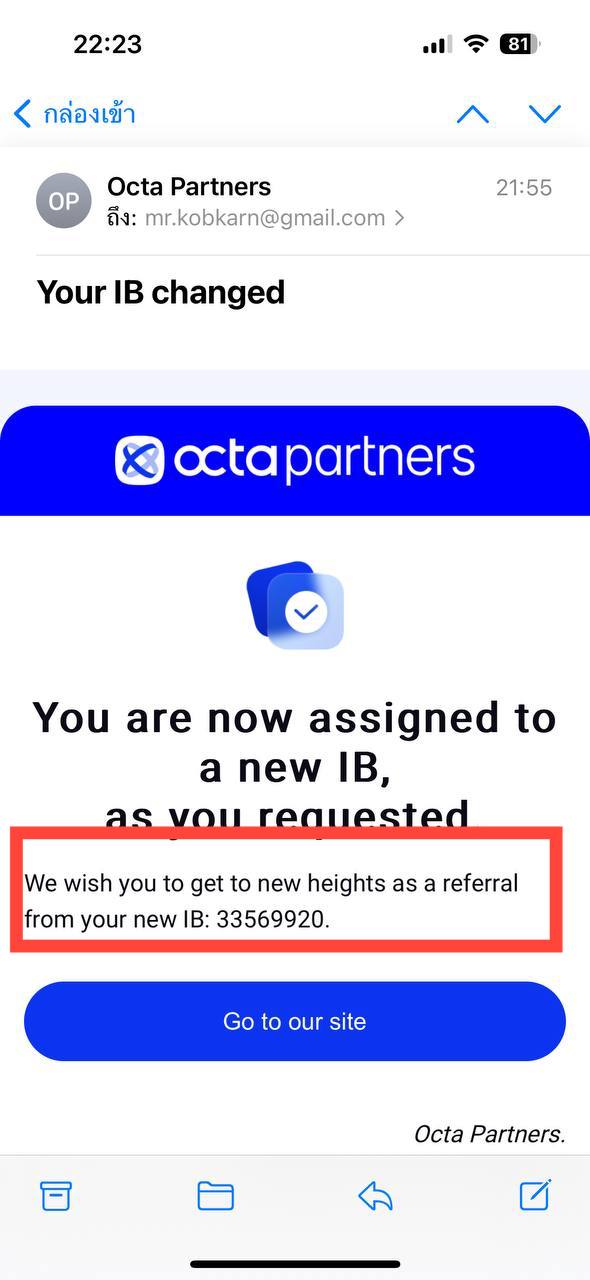 22:23
81
กล่องเข้า
OP
Octa Partners
21:55
ถึง: mr.kobkarn@gmail.com
Your IB changed
octapartners
You are now assigned to
a new IB,
as you requested.
We wish you to get to new heights as a referral
from your new IB: 33569920.
Go to our site
Octa Partners.